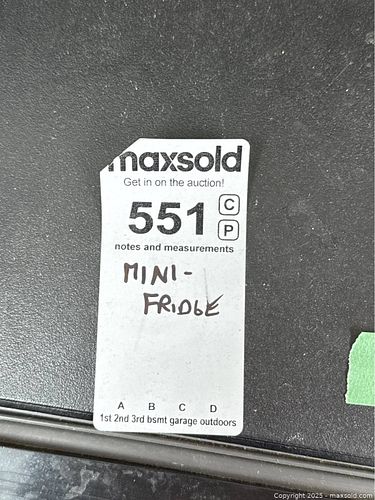 maxsold
Get in on the auction!
551 C
P
notes and measurements
MINI-
FRIDGE
A B C D
1st 2nd 3rd bsmt garage outdoors
Copyright © 2025 - maxsold.com